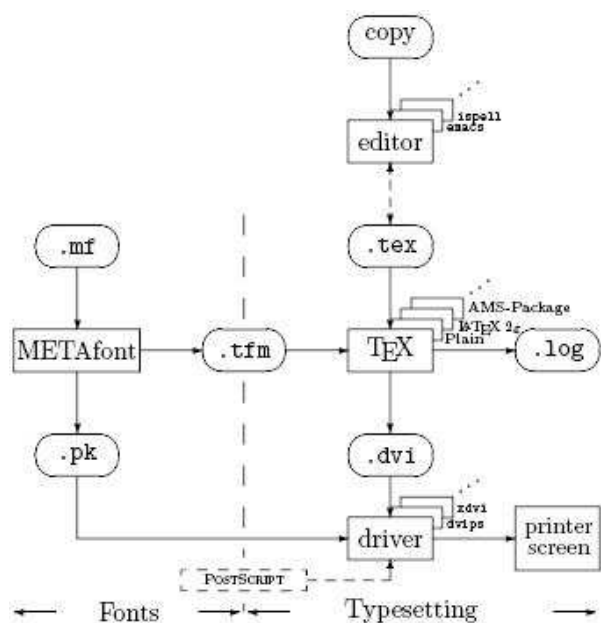 copy
ispell
emacs
editor
.mf
.tex
AMS-Package
LATEX 2ε
Plain
METAfont
.tfm
TEX
.log
.pk
.dvi
xdvi
dvips
driver
printer
screen
POSTSCRIPT
Fonts
Typesetting